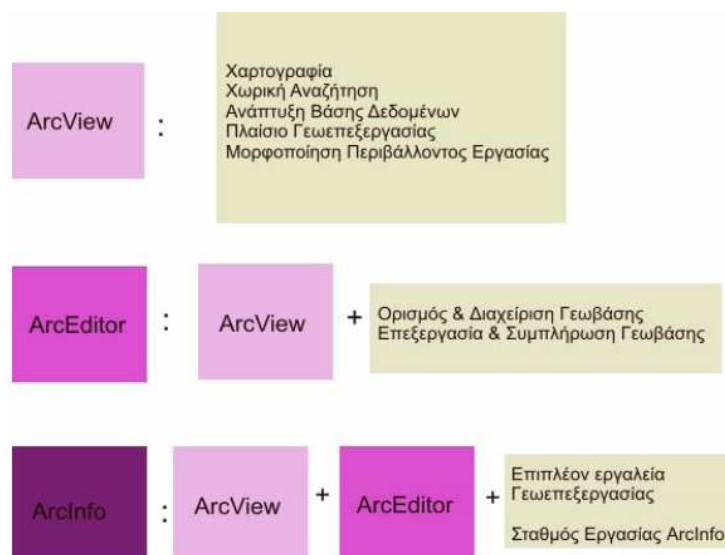 ArcView :
Χαρτογραφία
Χωρική Αναζήτηση
Ανάπτυξη Βάσης Δεδομένων
Πλαίσιο Γεωεπεξεργασίας
Μορφοποίηση Περιβάλλοντος Εργασίας
ArcEditor : ArcView + Ορισμός & Διαχείριση Γεωβάσης
Επεξεργασία & Συμπλήρωση Γεωβάσης
ArcInfo : ArcView + ArcEditor + Επιπλέον εργαλεία
Γεωεπεξεργασίας
Σταθμός Εργασίας ArcInfo